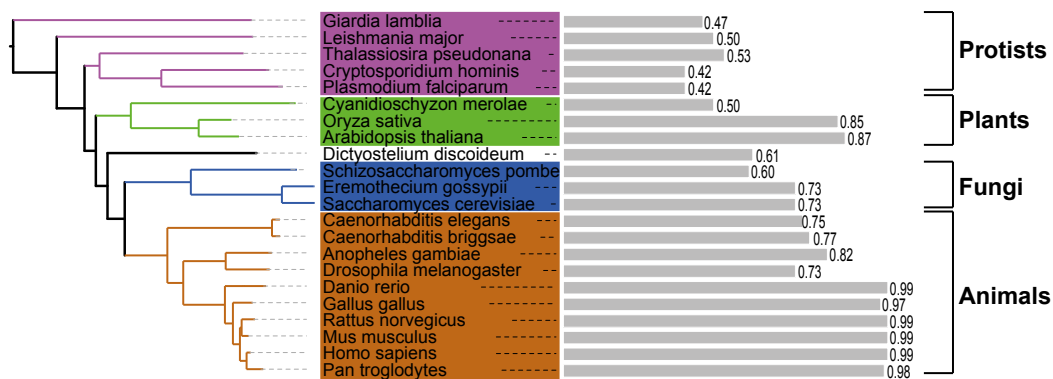 Giardia lamblia 0.47
Leishmania major 0.50
Thalassiosira pseudonana 0.53
Cryptosporidium hominis 0.42
Plasmodium falciparum 0.42
Protists
Cyanidioschyzon merolae 0.50
Oryza sativa 0.85
Arabidopsis thaliana 0.87
Plants
Dictyostelium discoideum 0.61
Schizosaccharomyces pombe 0.60
Eremothecium gossypii 0.73
Saccharomyces cerevisiae 0.73
Fungi
Caenorhabditis elegans 0.75
Caenorhabditis briggsae 0.77
Anopheles gambiae 0.82
Drosophila melanogaster 0.73
Danio rerio 0.99
Gallus gallus 0.97
Rattus norvegicus 0.99
Mus musculus 0.99
Homo sapiens 0.99
Pan troglodytes 0.98
Animals